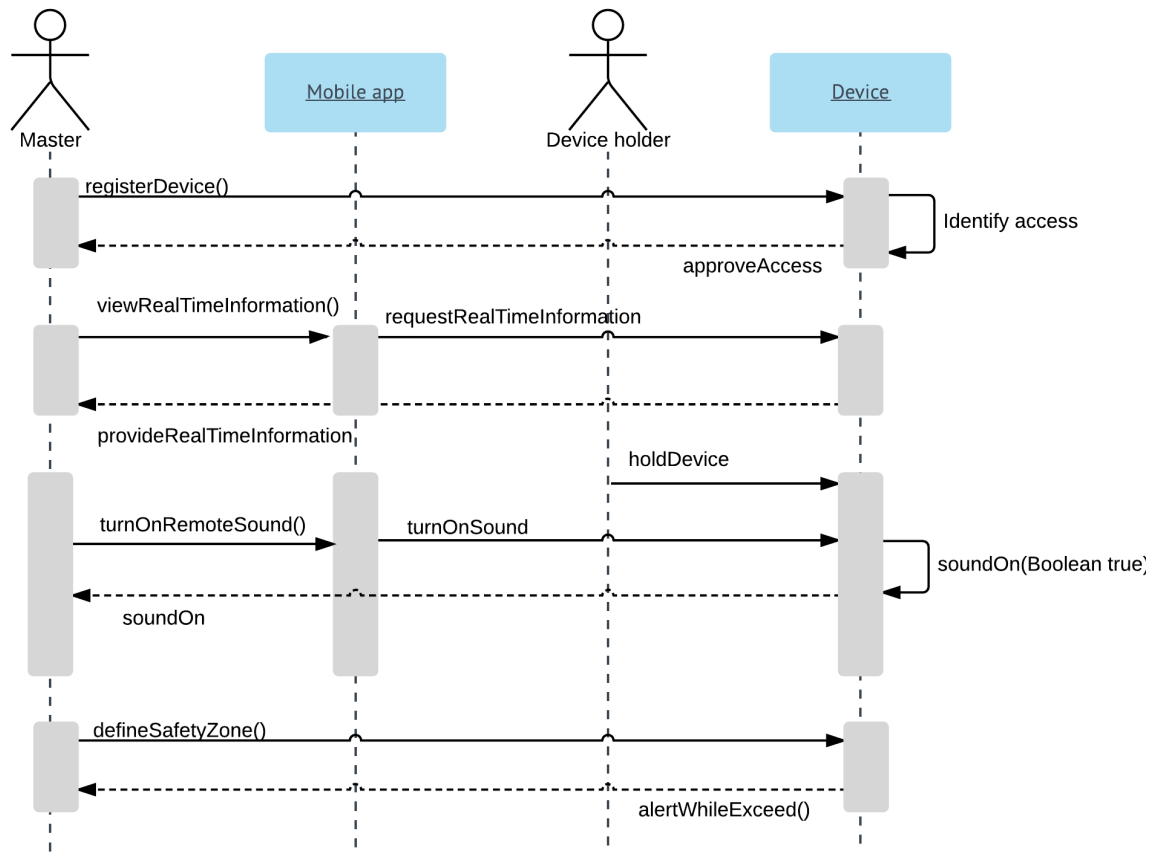 Mobile app
Device
Master
Device holder
registerDevice()
Identify access
approveAccess
viewRealTimeInformation()
requestRealTimeInformation
provideRealTimeInformation
holdDevice
turnOnRemoteSound()
turnOnSound
soundOn(Boolean true)
soundOn
defineSafetyZone()
alertWhileExceed()